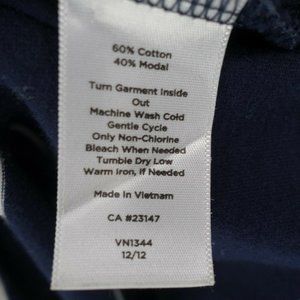 60% Cotton
40% Modal
Turn Garment Inside
Out
Machine Wash Cold
Gentle Cycle
Only Non-Chlorine
Bleach When Needed
Tumble Dry Low
Warm Iron, if Needed
Made in Vietnam
CA #23147
VN1344
12/12